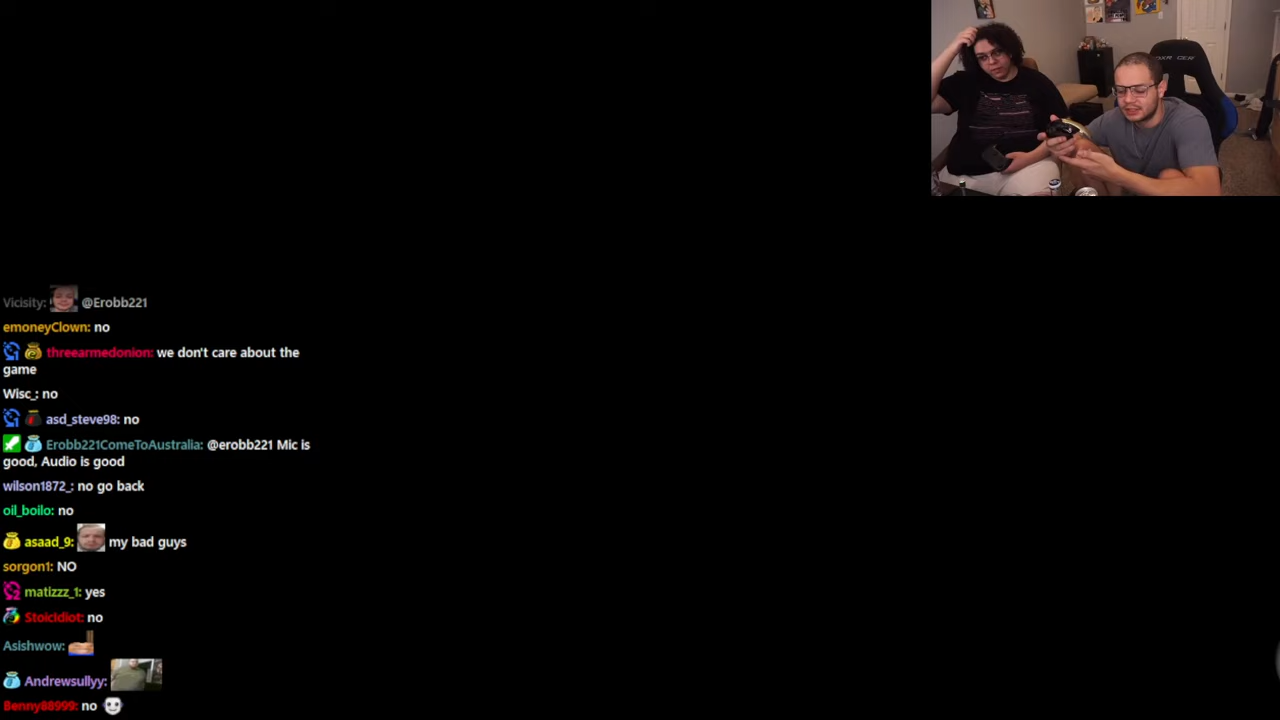 Vicisity: @Erobb221
emoneyClown: no
threearmedonion: we don't care about the
game
Wisc_: no
asd_steve98: no
Erobb221ComeToAustralia: @erobb221 Mic is
good, Audio is good
wilson1872_: no go back
oil_boilo: no
asaad_9: my bad guys
sorgon1: NO
matizzz_1: yes
StoicIdiot: no
Asishwow:
Andrewsullyy:
Benny88999: no